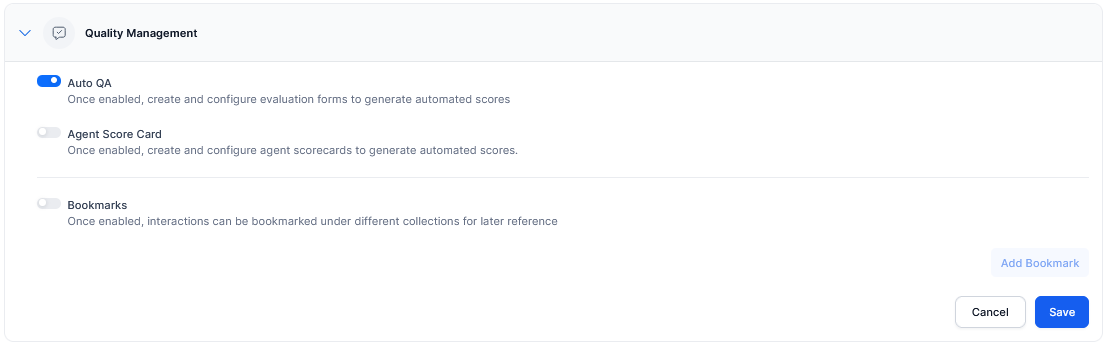 Quality Management
Auto QA
Once enabled, create and configure evaluation forms to generate automated scores
Agent Score Card
Once enabled, create and configure agent scorecards to generate automated scores.
Bookmarks
Once enabled, interactions can be bookmarked under different collections for later reference
Add Bookmark
Cancel
Save